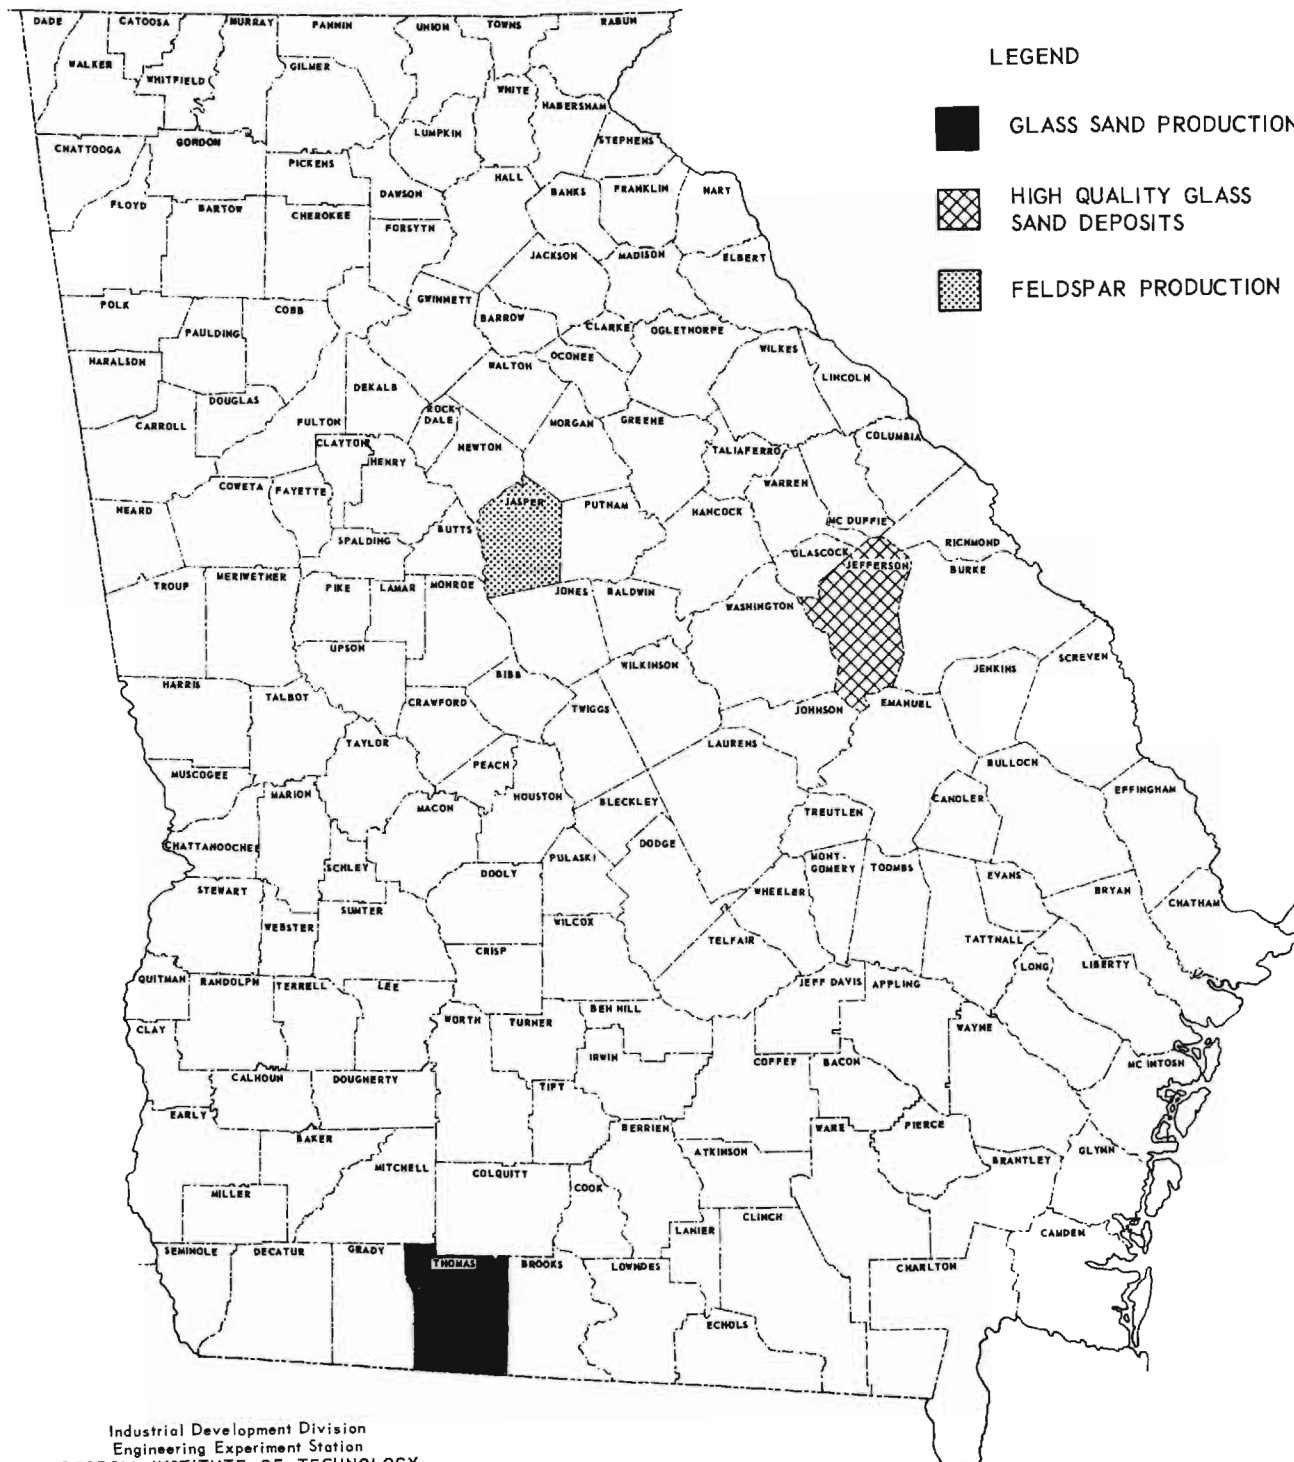 DADE
CATOOSA
MURRAY
PANNIN
UNION
TOWNS
RABUN
LEGEND
WALKER
WHITFIELD
GILMER
WHITE
HABERSHAM
GLASS SAND PRODUCTION
LUMPKIN
STEPHENS
CHATTOOGA
GORDON
PICKENS
DAWSON
HALL
BANKS
FRANKLIN
HART
HIGH QUALITY GLASS
SAND DEPOSITS
FLOYD
BARTOW
CHEROKEE
FORSYTH
JACKSON
MADISON
ELBERT
FELDSPAR PRODUCTION
POLK
COBB
GWINNETT
BARROW
CLARKE
OGLETHORPE
PAULDING
HARALSON
WALTON
OCONEE
WILKES
LINCOLN
DEKALB
DOUGLAS
CARROLL
FULTON
ROCK
DALE
MORGAN
GREENE
CLAYTON
HENRY
NEWTON
TALIAFERRO
COLUMBIA
COWETA
FAYETTE
WARREN
HEARD
JASPER
PUTNAM
HANCOCK
BUTTS
SPALDING
MC DUFFIE
GLASCOCK
RICHMOND
JEFFERSON
BURKE
TROUP
MERIWETHER
PIKE
LAMAR
MONROE
JONES
BALDWIN
WASHINGTON
UPSON
WILKINSON
JENKINS
SCREVEN
HARRIS
TALBOT
BIBB
CRAWFORD
TWIGGS
JOHNSON
EMANUEL
TAYLOR
LAURENS
MUSCOGEE
PEACH
BULLOCH
MARION
MACON
HOUSTON
BLECKLEY
TREUTLEN
CANDLER
EFFINGHAM
CHATTAHOOCHEE
SCHLEY
DODGE
PULASKI
DOOLY
MONT-
GOMERY
TOOMBS
EVANS
STEWART
SUMTER
WHEELER
BRYAN
CHATHAM
WEBSTER
WILCOX
CRISP
TELFAIR
TATTNALL
LONG
LIBERTY
QUITMAN
RANDOLPH
TERRELL
LEE
JEFF DAVIS
APPLING
BEN HILL
CLAY
WORTH
TURNER
WAYNE
IRWIN
COFFEE
BACON
MC INTOSH
CALHOUN
DOUGHERTY
TIFT
EARLY
BERRIEN
WARE
PIERCE
BAKER
ATKINSON
BRANTLEY
GLYNN
MITCHELL
COLQUITT
COOK
MILLER
LANIER
CLINCH
CAMDEN
SEMINOLE
DECATUR
GRADY
THOMAS
BROOKS
LOWNDES
CHARLTON
ECHOLS
Industrial Development Division
Engineering Experiment Station
GEORGIA INSTITUTE OF TECHNOLOGY